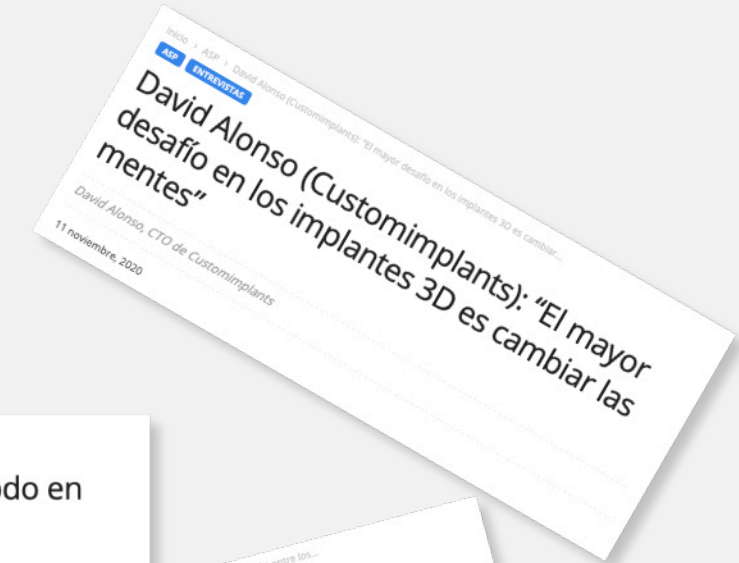 Inicio › ASP › David Alonso (Customimplants): “El mayor desafío en los implantes 3D es cambiar...
ASP ENTREVISTAS
David Alonso (Customimplants): “El mayor
desafío en los implantes 3D es cambiar las
mentes”
David Alonso, CTO de Customimplants
11 noviembre, 2020
en
entre los...